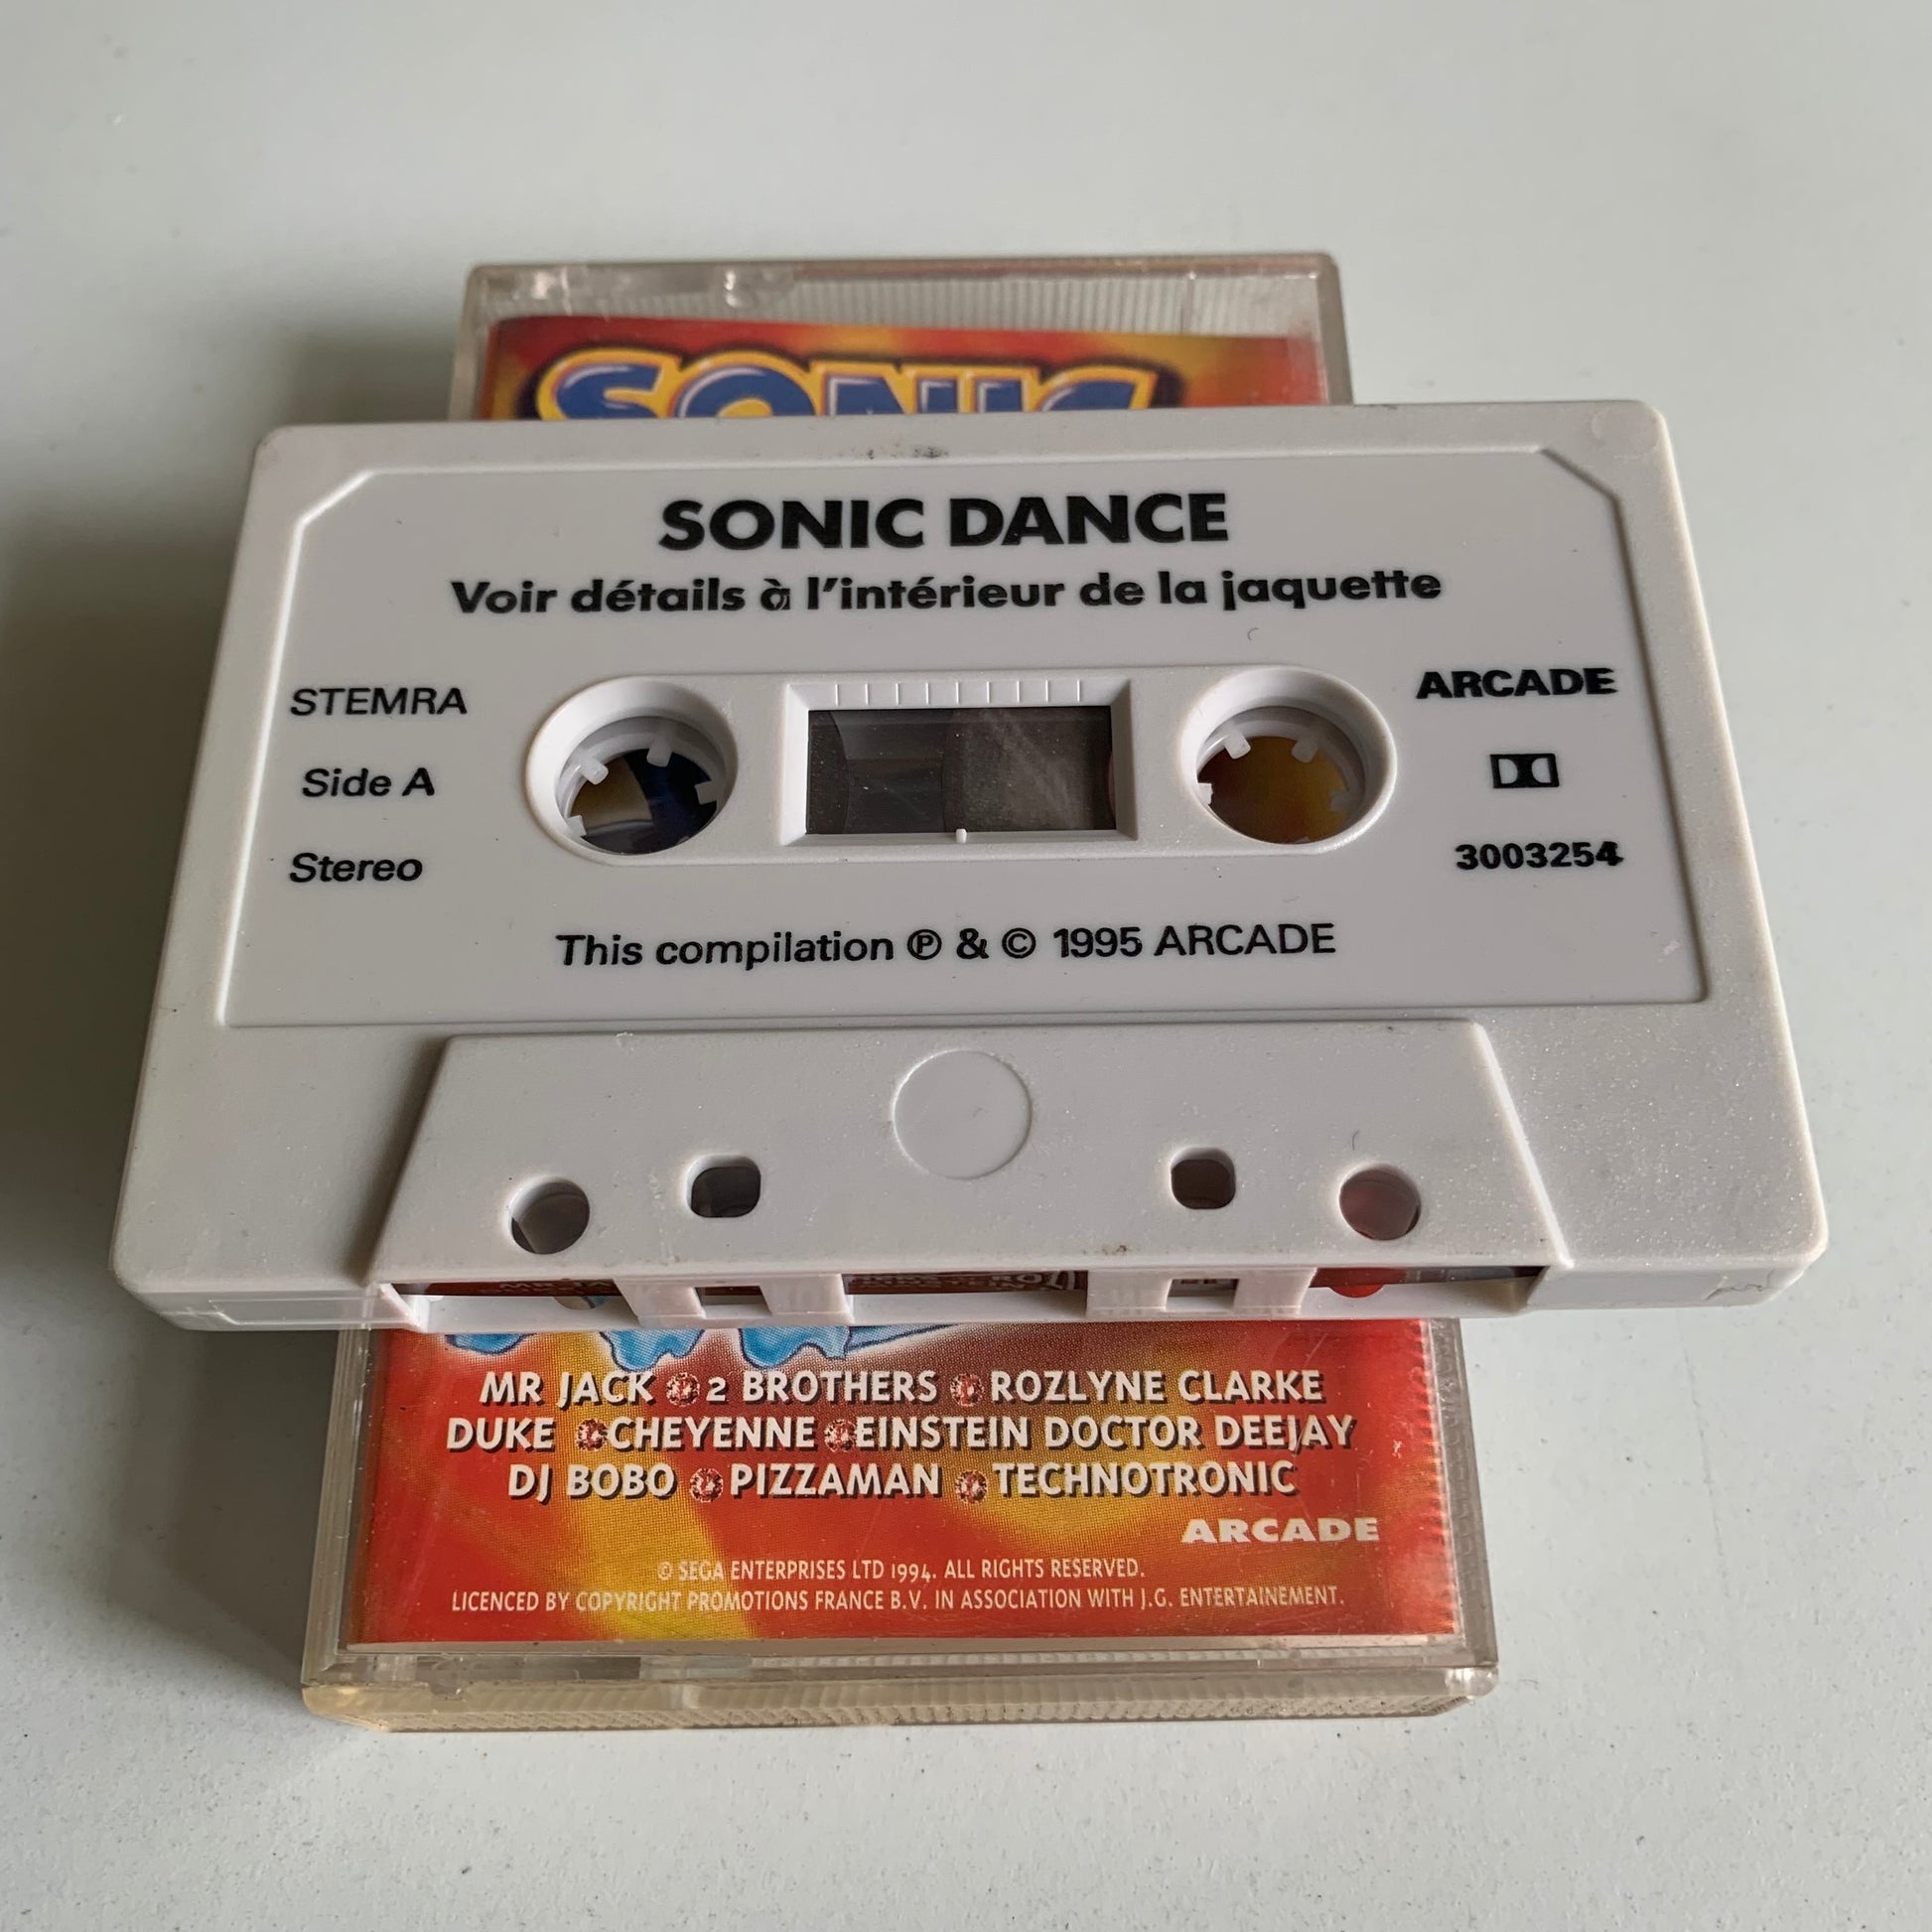 SONIC
SONIC DANCE
Voir détails à l'intérieur de la jaquette
STEMRA
ARCADE
Side A
Stereo
3003254
This compilation ℗ & © 1995 ARCADE
MR JACK 2 BROTHERS ROZLYNE CLARKE
DUKE CHEYENNE EINSTEIN DOCTOR DEEJAY
DJ BOBO PIZZAMAN TECHNOTRONIC
ARCADE
© SEGA ENTERPRISES LTD 1994. ALL RIGHTS RESERVED.
LICENCED BY COPYRIGHT PROMOTIONS FRANCE B.V. IN ASSOCIATION WITH J.G. ENTERTAINEMENT.